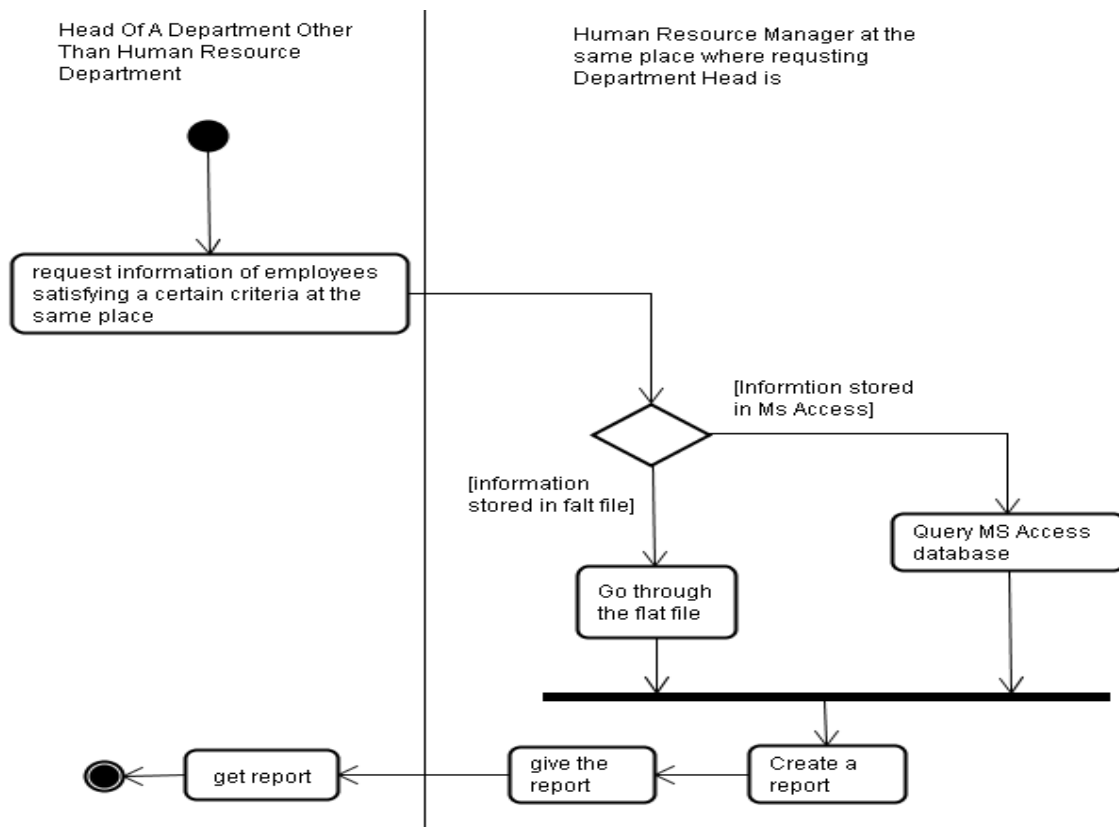 Head Of A Department Other
Than Human Resource
Department
Human Resource Manager at the
same place where requsting
Department Head is
request information of employees
satisfying a certain criteria at the
same place
[Informtion stored
in Ms Access]
[information
stored in falt file]
Query MS Access
database
Go through
the flat file
get report
give the
report
Create a
report